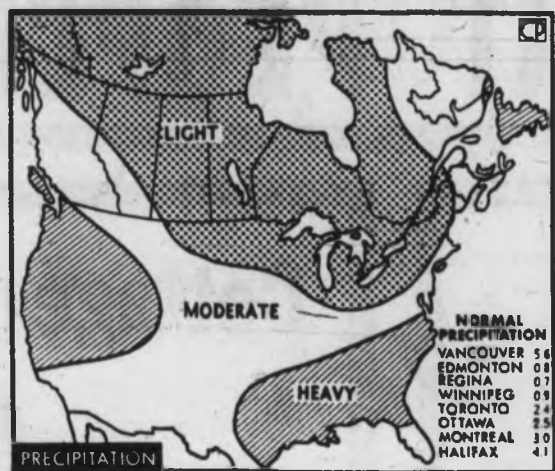 CP
LIGHT
MODERATE
HEAVY
NORMAL
PRECIPITATION
VANCOUVER 5 6
EDMONTON 0 8
REGINA 0 7
WINNIPEG 0 9
TORONTO 2 4
OTTAWA 2 5
MONTREAL 3 0
HALIFAX 4 1
PRECIPITATION